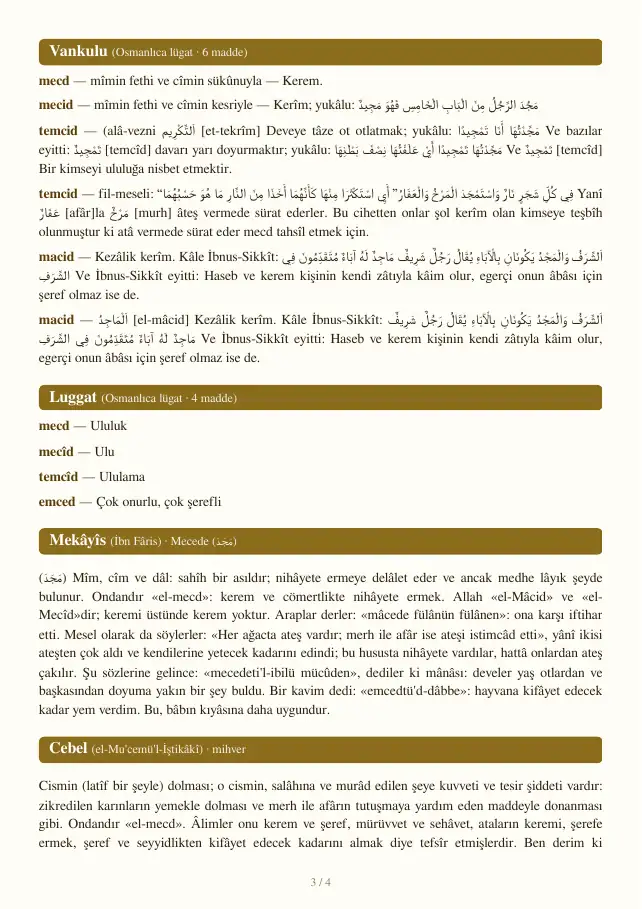 Vankulu (Osmanlıca lügat · 6 madde)
mecd — mîmin fethi ve cîmin sükûnuyla — Kerem.
mecid — mîmin fethi ve cîmin kesriyle — Kerîm; yukâlu: مَجُدَ الرَّجُلُ مِنَ الْبَابِ الْخَامِسِ فَهُوَ مَجِيدٌ
temcid — (alâ-vezni اَلتَّكْرِيمِ [et-tekrîm] Deveye tâze ot otlatmak; yukâlu: مَجَّدْتُهَا أَنَا تَمْجِيدًا Ve bazılar
eyitti: تَمْجِيدٌ [temcîd] davarı yarı doyurmaktır; yukâlu: مَجَّدْتُهَا تَمْجِيدًا أَيْ عَلَفْتُهَا نِصْفَ بَطْنِهَا Ve تَمْجِيدٌ [temcîd]
Bir kimseyi ululuğa nisbet etmektir.
temcid — fil-meseli: “فِي كُلِّ شَجَرٍ نَارٌ وَاسْتَمْجَدَ الْمَرْخُ وَالْعَفَارُ” أَيِ اسْتَكْثَرَا مِنْهَا كَأَنَّهُمَا أَخَذَا مِنَ النَّارِ مَا هُوَ حَسْبُهُمَا Yanî
عَفَارٌ [afâr]la مَرْخٌ [murh] âteş vermede sürat ederler. Bu cihetten onlar şol kerîm olan kimseye teşbîh
olunmuştur ki atâ vermede sürat eder mecd tahsîl etmek için.
macid — Kezâlik kerîm. Kâle İbnus-Sikkît: اَلشَّرَفُ وَالْمَجْدُ يَكُونَانِ بِالْآبَاءِ يُقَالُ رَجُلٌ شَرِيفٌ مَاجِدٌ لَهُ آبَاءٌ مُتَقَدِّمُونَ فِي
الشَّرَفِ Ve İbnus-Sikkît eyitti: Haseb ve kerem kişinin kendi zâtıyla kâim olur, egerçi onun âbâsı için
şeref olmaz ise de.
macid — اَلْمَاجِدُ [el-mâcid] Kezâlik kerîm. Kâle İbnus-Sikkît: اَلشَّرَفُ وَالْمَجْدُ يَكُونَانِ بِالْآبَاءِ يُقَالُ رَجُلٌ شَرِيفٌ
مَاجِدٌ لَهُ آبَاءٌ مُتَقَدِّمُونَ فِي الشَّرَفِ Ve İbnus-Sikkît eyitti: Haseb ve kerem kişinin kendi zâtıyla kâim olur,
egerçi onun âbâsı için şeref olmaz ise de.
Luggat (Osmanlıca lügat · 4 madde)
mecd — Ululuk
mecîd — Ulu
temcîd — Ululama
emced — Çok onurlu, çok şerefli
Mekâyîs (İbn Fâris) · Mecede (مَجَدَ)
(مَجَدَ) Mîm, cîm ve dâl: sahîh bir asıldır; nihâyete ermeye delâlet eder ve ancak medhe lâyık şeyde
bulunur. Ondandır «el-mecd»: kerem ve cömertlikte nihâyete ermek. Allah «el-Mâcid» ve «el-
Mecîd»dir; keremi üstünde kerem yoktur. Araplar derler: «mâcede fülânün fülânen»: ona karşı iftihar
etti. Mesel olarak da söylerler: «Her ağacta ateş vardır; merh ile afâr ise ateşi istimcâd etti», yânî ikisi
ateşten çok aldı ve kendilerine yetecek kadarını edindi; bu hususta nihâyete vardılar, hattâ onlardan ateş
çakılır. Şu sözlerine gelince: «mecedeti'l-ibilü mücûden», dediler ki mânâsı: develer yaş otlardan ve
başkasından doyuma yakın bir şey buldu. Bir kavim dedi: «emcedtü'd-dâbbe»: hayvana kifâyet edecek
kadar yem verdim. Bu, bâbın kıyâsına daha uygundur.
Cebel (el-Mu'cemü'l-İştikâkî) · mihver
Cismin (latîf bir şeyle) dolması; o cismin, salâhına ve murâd edilen şeye kuvveti ve tesir şiddeti vardır:
zikredilen karınların yemekle dolması ve merh ile afârın tutuşmaya yardım eden maddeyle donanması
gibi. Ondandır «el-mecd». Âlimler onu kerem ve şeref, mürüvvet ve sehâvet, ataların keremi, şerefe
ermek, şeref ve seyyidlikten kifâyet edecek kadarını almak diye tefsîr etmişlerdir. Ben derim ki
3 / 4